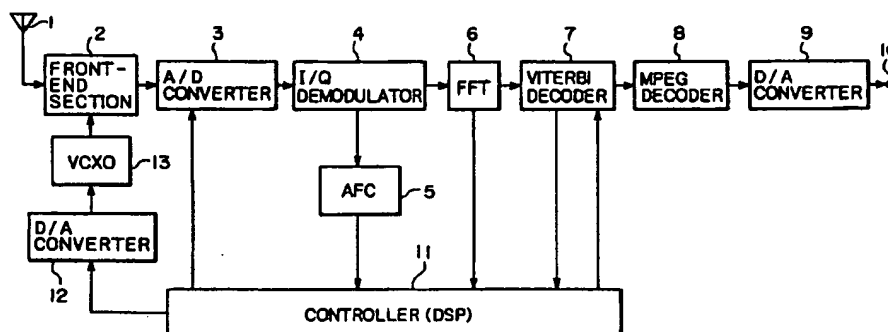 1
2
3
4
6
7
8
9
FRONT-
END
SECTION
A/D
CONVERTER
I/Q
DEMODULATOR
FFT
VITERBI
DECODER
MPEG
DECODER
D/A
CONVERTER
VCXO
13
AFC
5
D/A
CONVERTER
12
11
CONTROLLER (DSP)